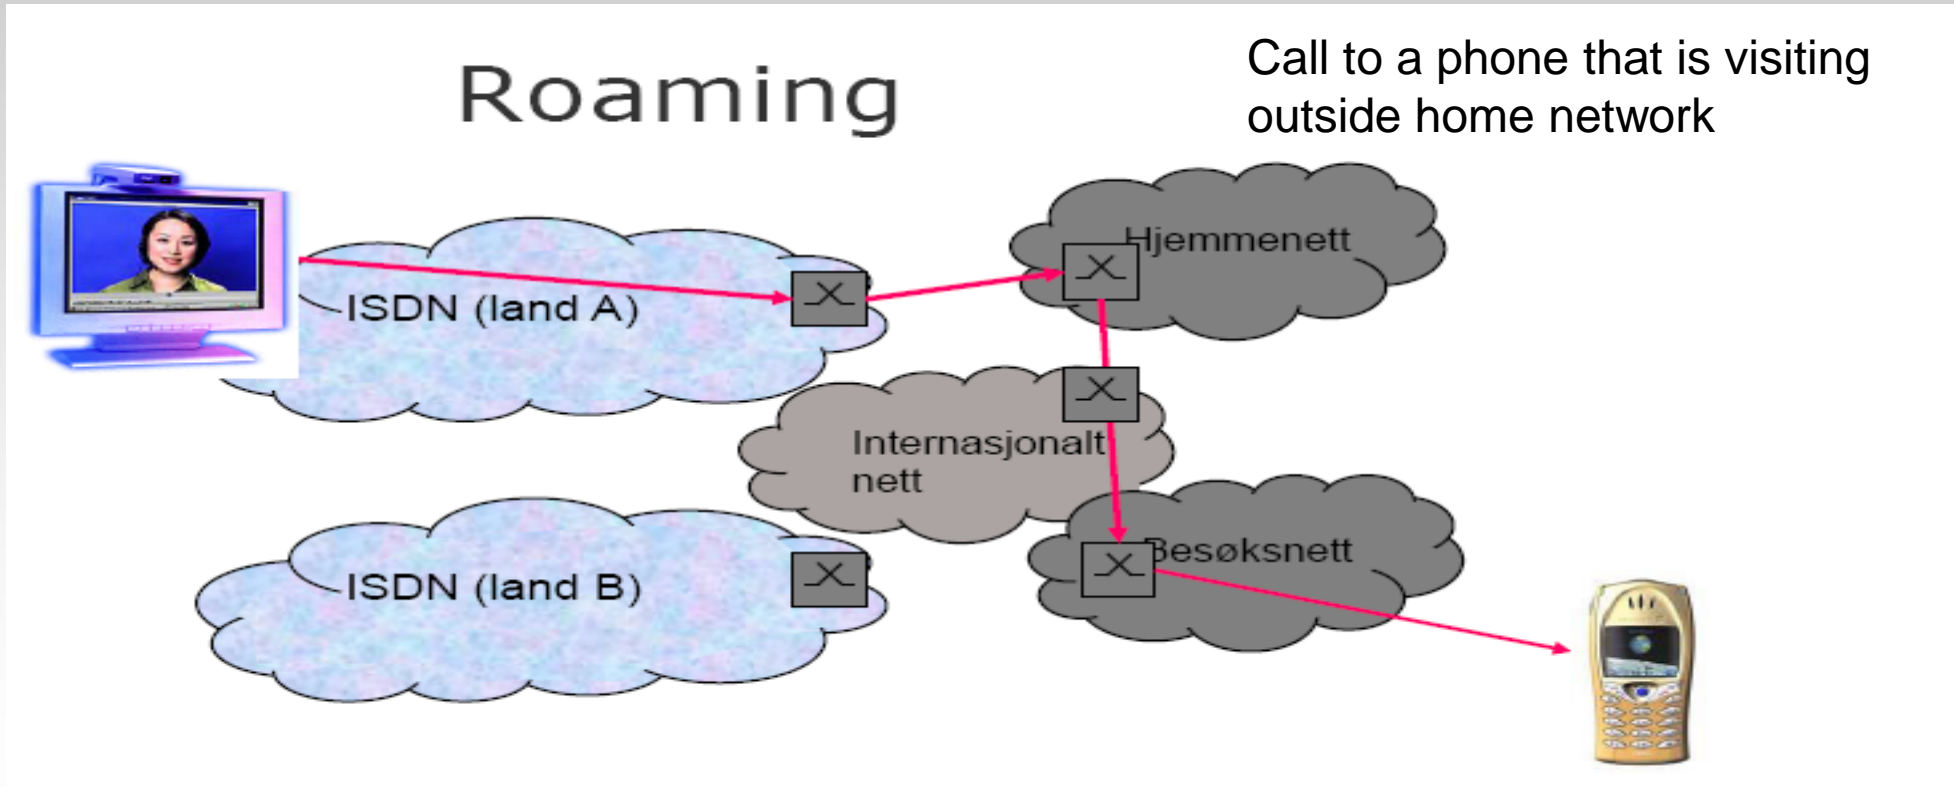 Roaming
Call to a phone that is visiting
outside home network
Hjemmenett
ISDN (land A)
Internasjonalt
nett
Besøksnett
ISDN (land B)